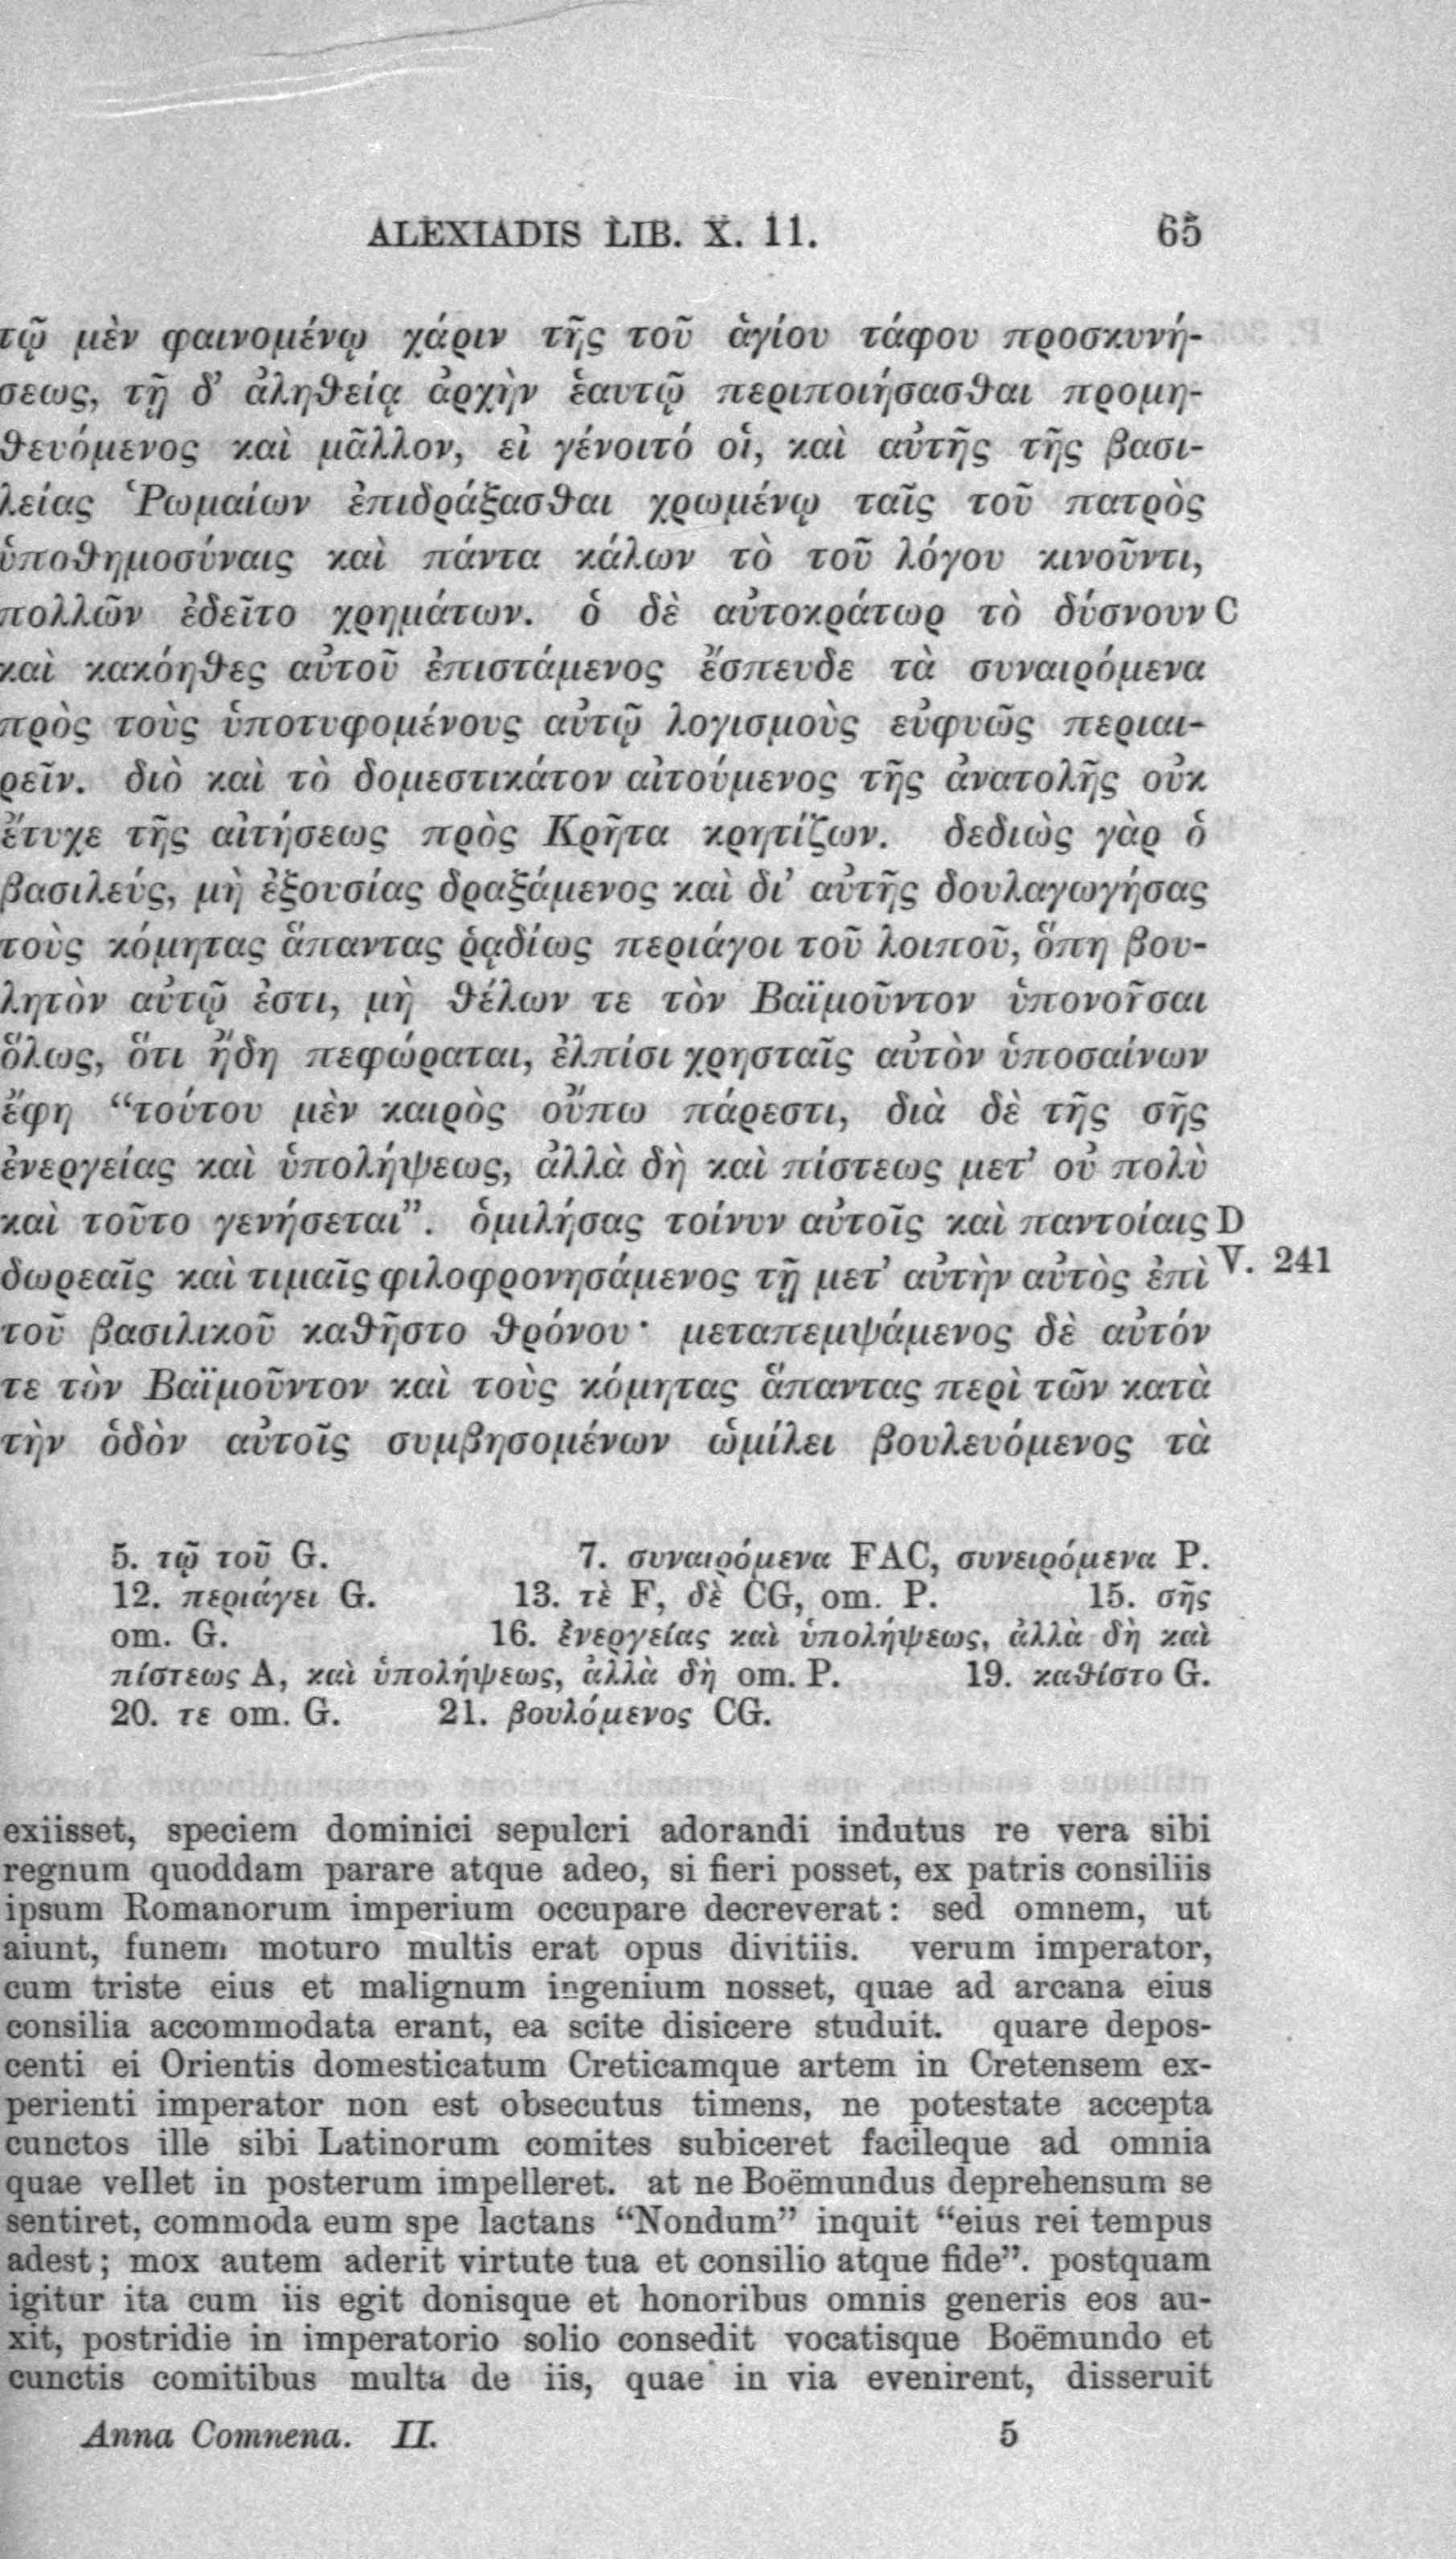 ALEXIADIS LIB. X. 11. 65
τῷ μὲν φαινομένῳ χάριν τῆς τοῦ ἁγίου τάφου προσκυνή-
σεως, τῇ δ’ ἀληθείᾳ ἀρχὴν ἑαυτῷ περιποιήσασθαι προμη-
θευόμενος καὶ μᾶλλον, εἰ γένοιτό οἱ, καὶ αὐτῆς τῆς βασι-
λείας Ῥωμαίων ἐπιδράξασθαι χρωμένῳ ταῖς τοῦ πατρὸς
ὑποθημοσύναις καὶ πάντα κάλων τὸ τοῦ λόγου κινοῦντι,
πολλῶν ἐδεῖτο χρημάτων. ὁ δὲ αὐτοκράτωρ τὸ δύσνουν C
καὶ κακόηθες αὐτοῦ ἐπιστάμενος ἔσπευδε τὰ συναιρόμενα
πρὸς τοὺς ὑποτυφομένους αὐτῷ λογισμοὺς εὐφυῶς περιαι-
ρεῖν. διὸ καὶ τὸ δομεστικάτον αἰτούμενος τῆς ἀνατολῆς οὐκ
ἔτυχε τῆς αἰτήσεως πρὸς Κρῆτα κρητίζων. δεδιὼς γὰρ ὁ
βασιλεύς, μὴ ἐξουσίας δραξάμενος καὶ δι’ αὐτῆς δουλαγωγήσας
τοὺς κόμητας ἅπαντας ῥᾳδίως περιάγοι τοῦ λοιποῦ, ὅπη βου-
λητὸν αὐτῷ ἐστι, μὴ θέλων τε τὸν Βαϊμοῦντον ὑπονοῆσαι
ὅλως, ὅτι ἤδη πεφώραται, ἐλπίσι χρησταῖς αὐτὸν ὑποσαίνων
ἔφη “τούτου μὲν καιρὸς οὔπω πάρεστι, διὰ δὲ τῆς σῆς
ἐνεργείας καὶ ὑπολήψεως, ἀλλὰ δὴ καὶ πίστεως μετ’ οὐ πολὺ
καὶ τοῦτο γενήσεται”. ὁμιλήσας τοίνυν αὐτοῖς καὶ παντοίαις D
δωρεαῖς καὶ τιμαῖς φιλοφρονησάμενος τῇ μετ’ αὐτὴν αὐτὸς ἐπὶ V. 241
τοῦ βασιλικοῦ καθῆστο θρόνου· μεταπεμψάμενος δὲ αὐτόν
τε τὸν Βαϊμοῦντον καὶ τοὺς κόμητας ἅπαντας περὶ τῶν κατὰ
τὴν ὁδὸν αὐτοῖς συμβησομένων ὡμίλει βουλευόμενος τὰ
5. τῷ τοῦ G. 7. συναιρόμενα FAC, συνειρόμενα P.
12. περιάγει G. 13. τὲ F, δὲ CG, om. P. 15. σῆς
om. G. 16. ἐνεργείας καὶ ὑπολήψεως, ἀλλὰ δὴ καὶ
πίστεως A, καὶ ὑπολήψεως, ἀλλὰ δὴ om. P. 19. καθίστο G.
20. τε om. G. 21. βουλόμενος CG.
exiisset, speciem dominici sepulcri adorandi indutus re vera sibi
regnum quoddam parare atque adeo, si fieri posset, ex patris consiliis
ipsum Romanorum imperium occupare decreverat: sed omnem, ut
aiunt, funem moturo multis erat opus divitiis. verum imperator,
cum triste eius et malignum ingenium nosset, quae ad arcana eius
consilia accommodata erant, ea scite disicere studuit. quare depos-
centi ei Orientis domesticatum Creticamque artem in Cretensem ex-
perienti imperator non est obsecutus timens, ne potestate accepta
cunctos ille sibi Latinorum comites subiceret facileque ad omnia
quae vellet in posterum impelleret. at ne Boëmundus deprehensum se
sentiret, commoda eum spe lactans “Nondum” inquit “eius rei tempus
adest; mox autem aderit virtute tua et consilio atque fide”. postquam
igitur ita cum iis egit donisque et honoribus omnis generis eos au-
xit, postridie in imperatorio solio consedit vocatisque Boëmundo et
cunctis comitibus multa de iis, quae in via evenirent, disseruit
Anna Comnena. II. 5